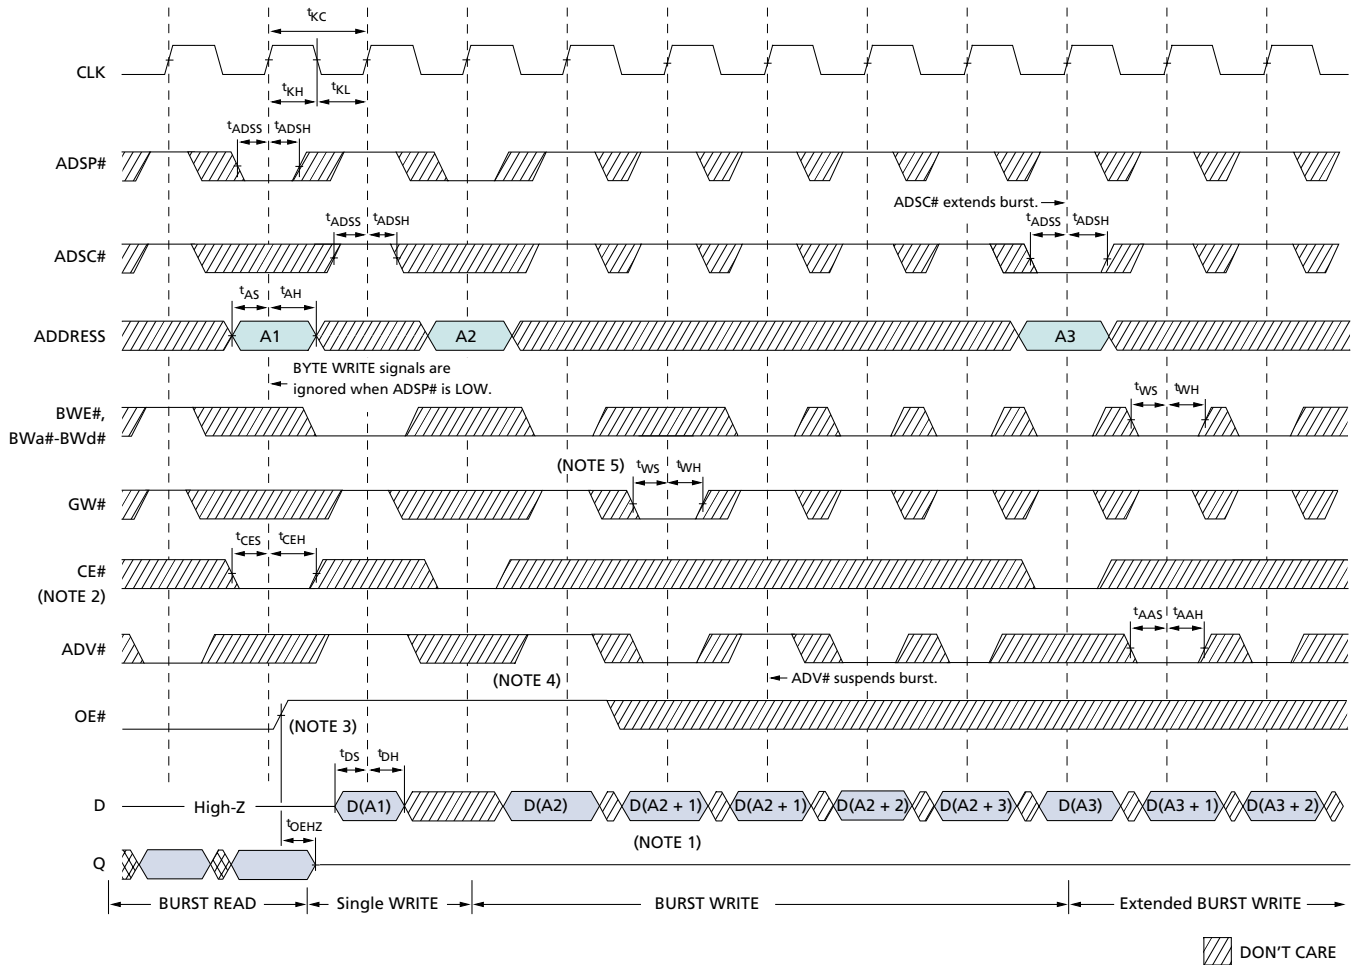 tKC
CLK
tKH tKL
tADSS tADSH
ADSP#
ADSC# extends burst.
tADSS tADSH tADSS tADSH
ADSC#
tAS tAH
ADDRESS A1 A2 A3
BYTE WRITE signals are
ignored when ADSP# is LOW.
BWE#, tWS tWH
BWa#-BWd#
(NOTE 5) tWS tWH
GW#
tCES tCEH
CE#
(NOTE 2)
tAAS tAAH
ADV#
(NOTE 4) ADV# suspends burst.
OE# (NOTE 3)
tDS tDH
D High-Z D(A1) D(A2) D(A2 + 1) D(A2 + 1) D(A2 + 2) D(A2 + 3) D(A3) D(A3 + 1) D(A3 + 2)
tOEHZ (NOTE 1)
Q
BURST READ Single WRITE BURST WRITE Extended BURST WRITE
DON'T CARE